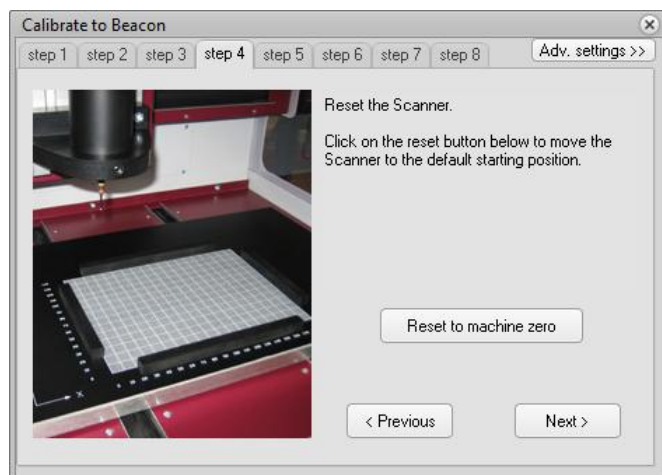 Calibrate to Beacon
step 1 step 2 step 3 step 4 step 5 step 6 step 7 step 8 Adv. settings >>
Reset the Scanner.
Click on the reset button below to move the
Scanner to the default starting position.
Reset to machine zero
< Previous Next >
X